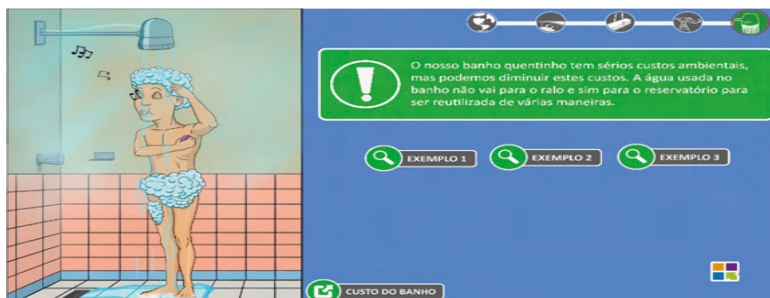 O nosso banho quentinho tem sérios custos ambientais,
mas podemos diminuir estes custos. A água usada no
banho não vai para o ralo e sim para o reservatório para
ser reutilizada de várias maneiras.
EXEMPLO 1
EXEMPLO 2
EXEMPLO 3
CUSTO DO BANHO